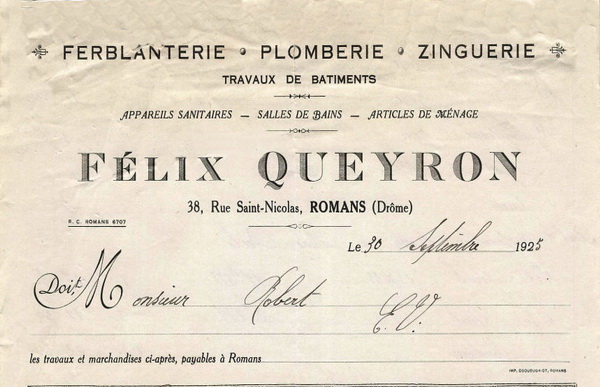 FERBLANTERIE • PLOMBERIE • ZINGUERIE
TRAVAUX DE BATIMENTS
APPAREILS SANITAIRES — SALLES DE BAINS — ARTICLES DE MÉNAGE
FÉLIX QUEYRON
38, Rue Saint-Nicolas, ROMANS (Drôme)
R. C. ROMANS 6707
Le 30 Septembre 1925
Doit Monsieur Robert E.V.
les travaux et marchandises ci-après, payables à Romans
IMP. ROMANS